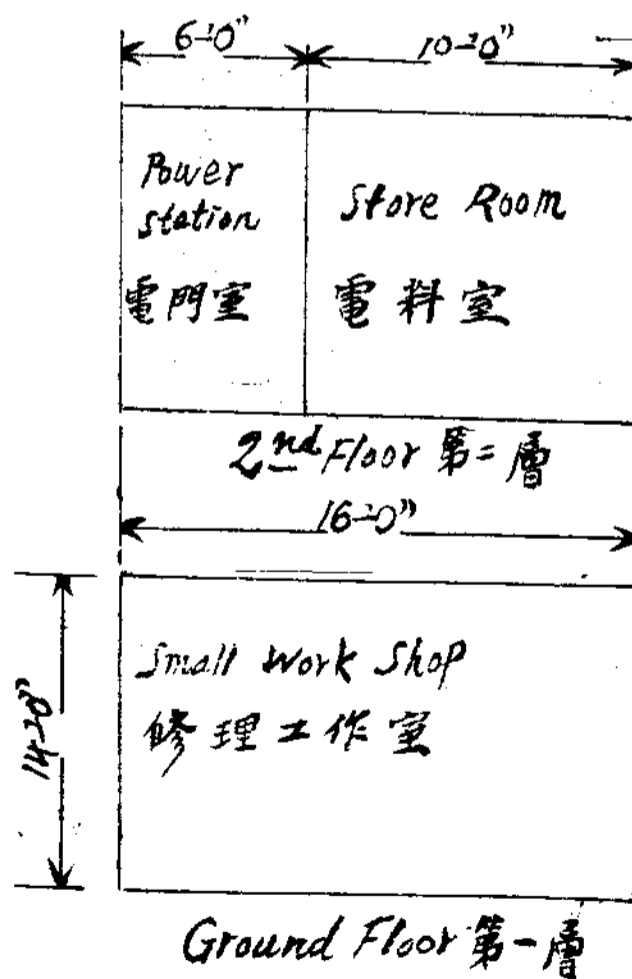 6-0" 10-0"
Power
station
電門室
Store Room
電料室
2nd Floor 第二層
16-0"
14-0"
Small Work Shop
修理工作室
Ground Floor 第一層